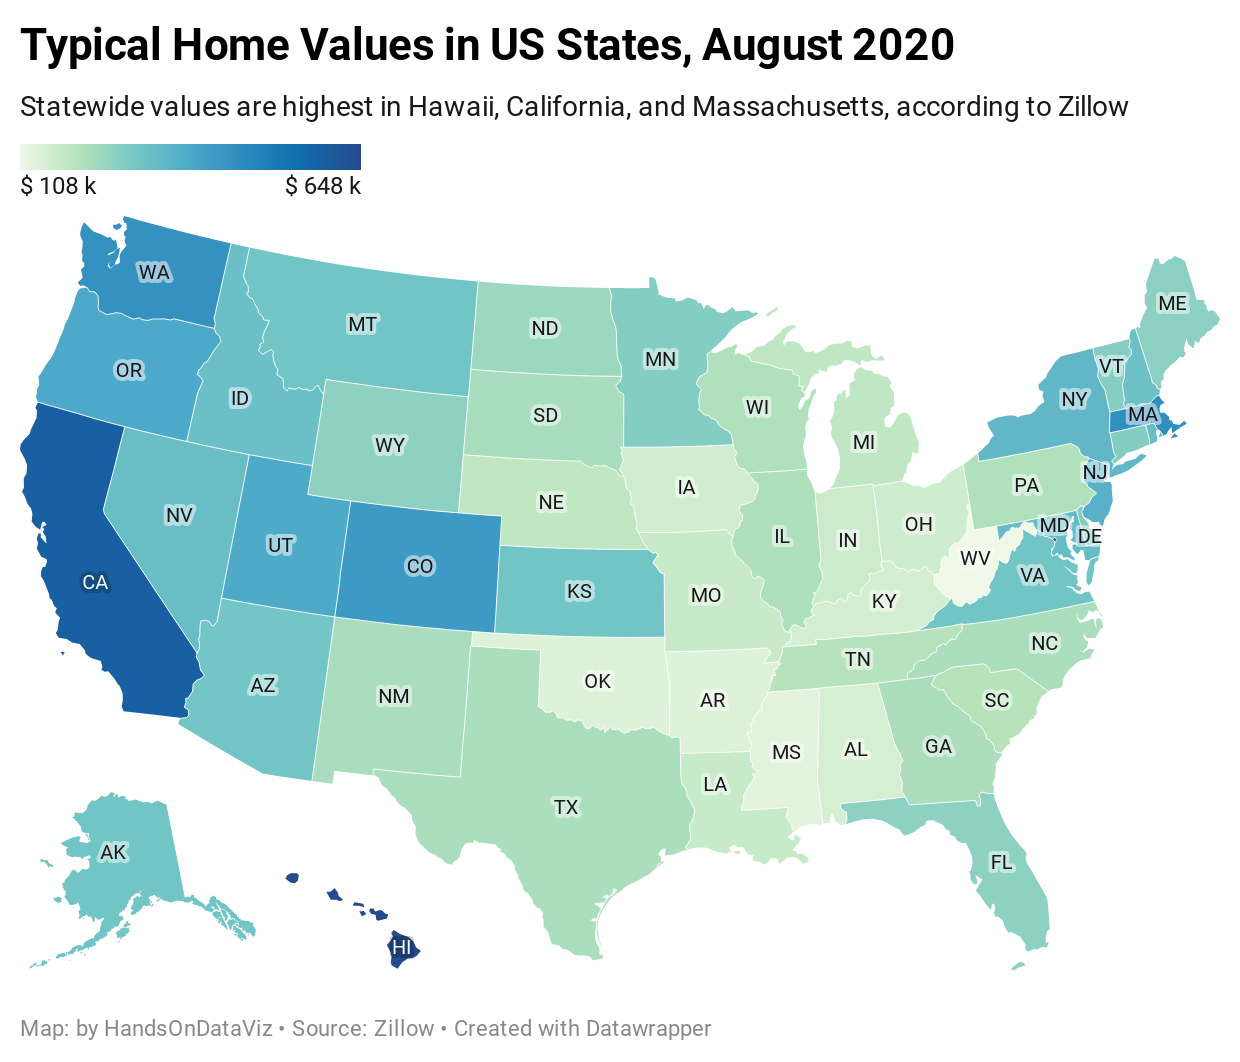 Typical Home Values in US States, August 2020
Statewide values are highest in Hawaii, California, and Massachusetts, according to Zillow
$ 108 k $ 648 k
WA
MT
ND
MN
ME
OR
ID
WY
SD
WI
MI
VT
NY
MA
NV
UT
CO
NE
IA
IL
IN
OH
PA
NJ
CA
KS
MO
KY
WV
VA
MD
DE
AZ
NM
OK
AR
TN
NC
SC
TX
LA
MS
AL
GA
FL
AK
HI
Map: by HandsOnDataViz • Source: Zillow • Created with Datawrapper